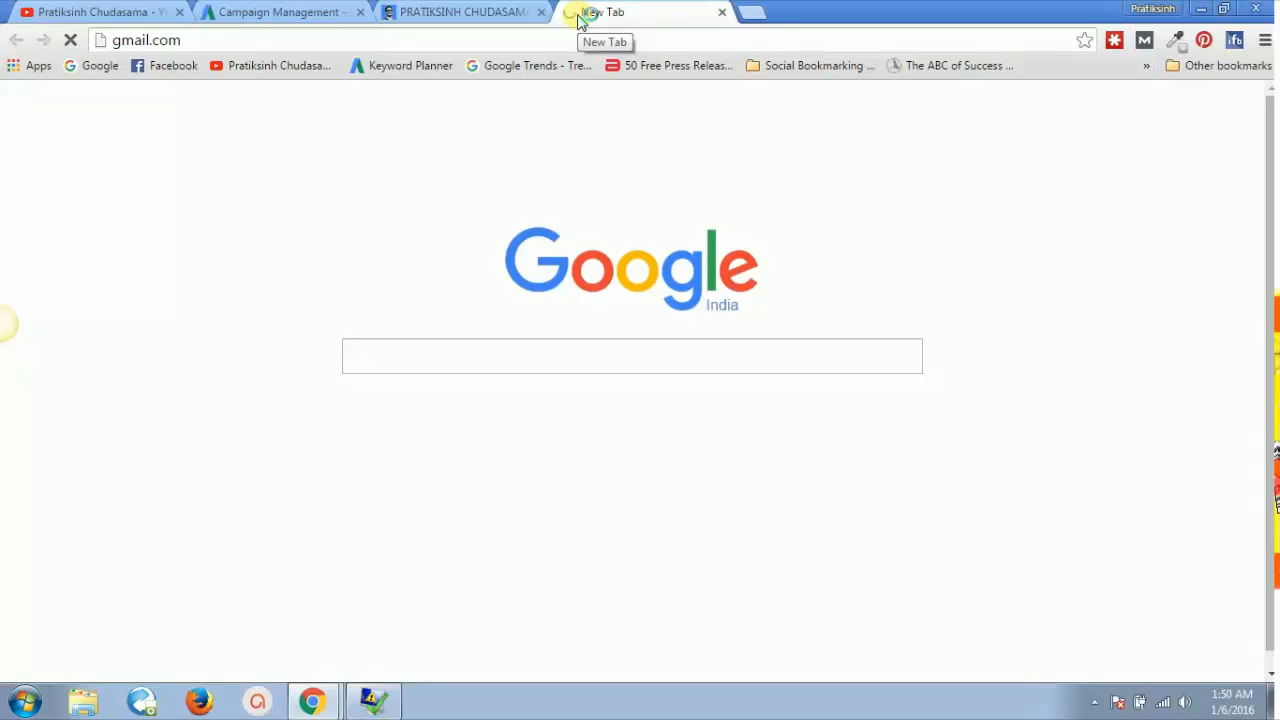 Pratiksinh Chudasama - Y
Campaign Management -
PRATIKSINH CHUDASAMA
New Tab
Pratiksinh
gmail.com
New Tab
Apps
Google
Facebook
Pratiksinh Chudasa...
Keyword Planner
Google Trends - Tre...
50 Free Press Releas...
Social Bookmarking ...
The ABC of Success ...
»
Other bookmarks
Google
India
1:50 AM
1/6/2016